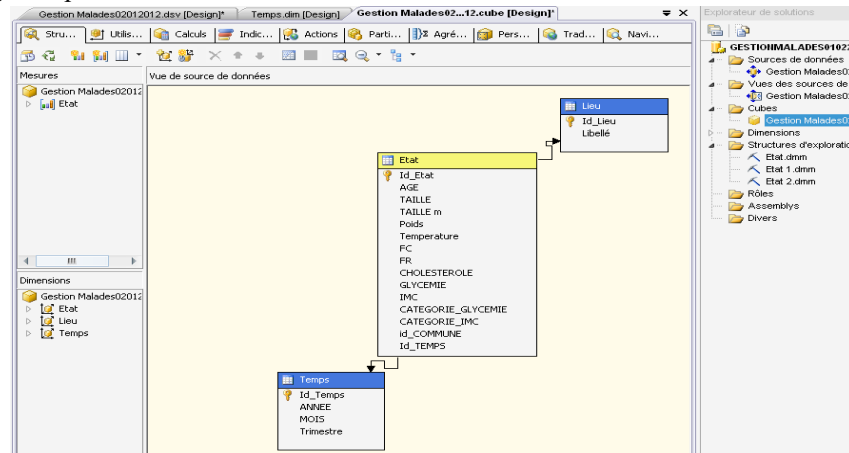 Gestion Malades02012012.dsv [Design]* Temps.dim [Design] Gestion Malades02...12.cube [Design]*
Explorateur de solutions
Stru... Utilis... Calculs Indic... Actions Parti... Agré... Pers... Trad... Navi...
Mesures
Gestion Malades02012
Etat
Dimensions
Gestion Malades02012
Etat
Lieu
Temps
Vue de source de données
Lieu
Id_Lieu
Libellé
Etat
Id_Etat
AGE
TAILLE
TAILLE m
Poids
Temperature
FC
FR
CHOLESTEROLE
GLYCEMIE
IMC
CATEGORIE_GLYCEMIE
CATEGORIE_IMC
id_COMMUNE
Id_TEMPS
Temps
Id_Temps
ANNEE
MOIS
Trimestre
GESTIONMALADES01022
Sources de données
Gestion Malades0
Vues des sources de
Gestion Malades0
Cubes
Gestion Malades0
Dimensions
Structures d'exploratio
Etat.dmm
Etat 1.dmm
Etat 2.dmm
Rôles
Assemblys
Divers